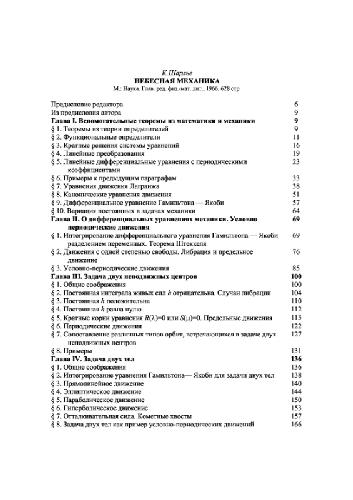 К. Шарлье
НЕБЕСНАЯ МЕХАНИКА
М.: Наука. Глав. ред. физ.-мат. лит., 1966. 628 стр
Предисловие редактора 6
Из предисловия автора 9
Глава I. Вспомогательные теоремы из математики и механики 9
§ 1. Теоремы из теории определителей 9
§ 2. Функциональные определители 11
§ 3. Кратные решения системы уравнений 16
§ 4. Линейные преобразования 19
§ 5. Линейные дифференциальные уравнения с периодическими 23
коэффициентами
§ 6. Примеры к предыдущим параграфам 33
§ 7. Уравнения движения Лагранжа 38
§ 8. Канонические уравнения движения 51
§ 9. Дифференциальное уравнение Гамильтона — Якоби 57
§ 10. Вариации постоянных в задачах механики 64
Глава II. О дифференциальных уравнениях механики. Условно 69
периодические движения
§ 1. Интегрирование дифференциального уравнения Гамильтона — Якоби 69
разделением переменных. Теорема Штеккеля
§ 2. Движения с одной степенью свободы. Либрация и предельное 76
движение
§ 3. Условно-периодические движения 85
Глава III. Задача двух неподвижных центров 100
§ 1. Общие соображения 100
§ 2. Постоянная интеграла живых сил h отрицательна. Случаи либрации 104
§ 3. Постоянная h положительна 110
§ 4. Постоянная h равна нулю 112
§ 5. Кратные корни уравнения R(λ)=0 или S(μ)=0. Предельные движения 113
§ 6. Периодические движения 122
§ 7. Сопоставление различных типов орбит, встречающихся в задаче двух 127
неподвижных центров
§ 8. Примеры 131
Глава IV. Задача двух тел 136
§ 1. Общие соображения 136
§ 2. Интегрирование уравнения Гамильтона— Якоби для задачи двух тел 138
§ 3. Прямолинейное движение 140
§ 4. Эллиптическое движение 144
§ 5. Параболическое движение 150
§ 6. Гиперболическое движение 153
§ 7. Отталкивательная сила. Кометные хвосты 157
§ 8. Задача двух тел как пример условно-периодических движений 166